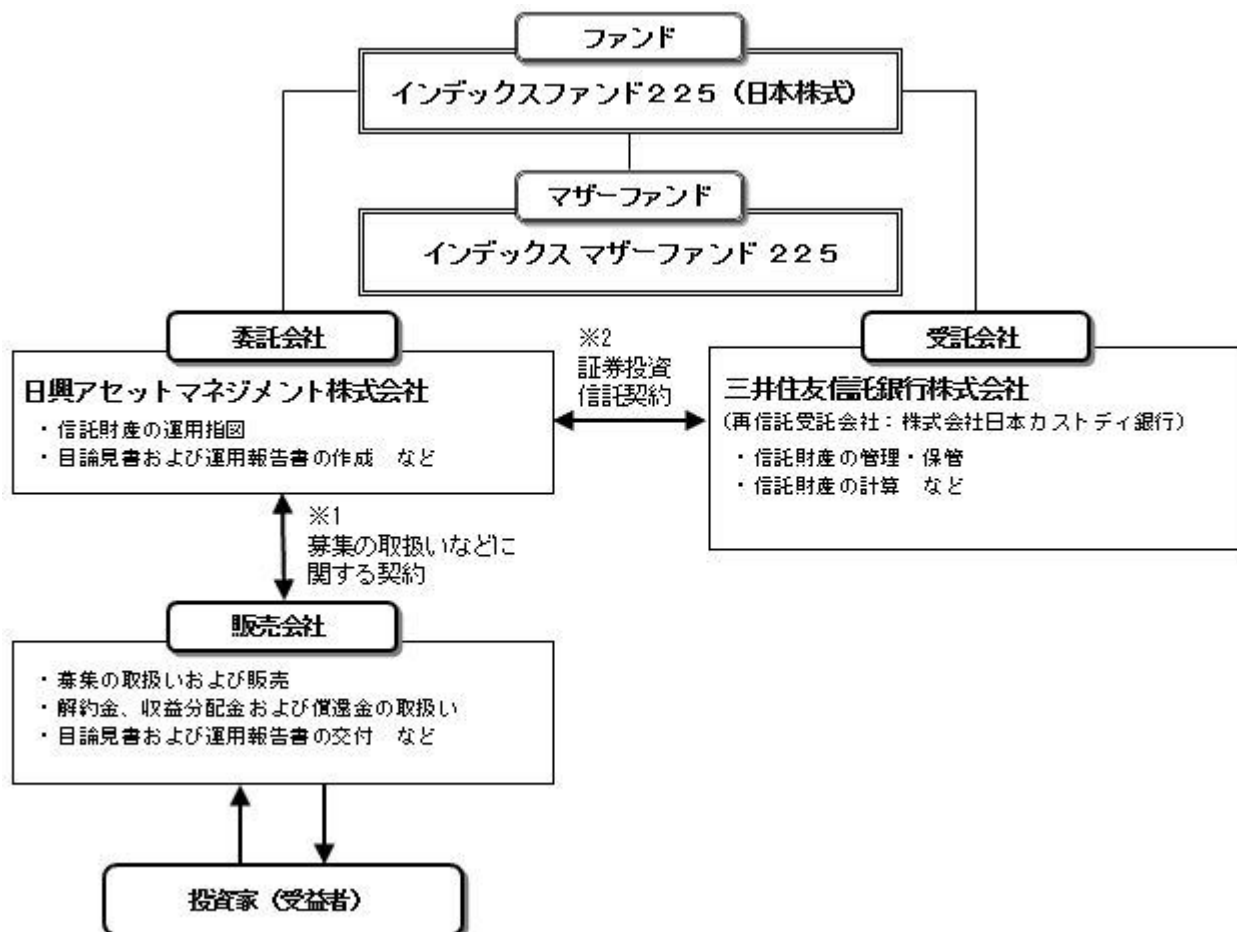 ファンド
インデックスファンド225(日本株式)
マザーファンド
インデックス マザーファンド 225
委託会社
日興アセットマネジメント株式会社
・信託財産の運用指図
・目論見書および運用報告書の作成 など
※2
証券投資
信託契約
受託会社
三井住友信託銀行株式会社
(再信託受託会社:株式会社日本カストディ銀行)
・信託財産の管理・保管
・信託財産の計算 など
※1
募集の取扱いなどに
関する契約
販売会社
・募集の取扱いおよび販売
・解約金、収益分配金および償還金の取扱い
・目論見書および運用報告書の交付 など
投資家(受益者)